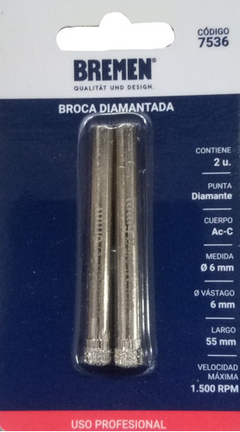 CÓDIGO
7536
BREMEN®
QUALITÄT UND DESIGN.
BROCA DIAMANTADA
CONTIENE
2 u.
PUNTA
Diamante
CUERPO
Ac-C
MEDIDA
Ø 6 mm
Ø VÁSTAGO
6 mm
LARGO
55 mm
VELOCIDAD
MÁXIMA
1.500 RPM
USO PROFESIONAL